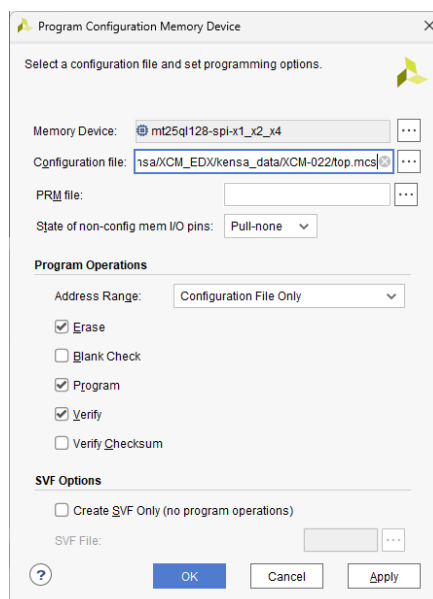 Program Configuration Memory Device
Select a configuration file and set programming options.
Memory Device: mt25ql128-spi-x1_x2_x4 ...
Configuration file: nsa/XCM_EDX/kensa_data/XCM-022/top.mcs ...
PRM file: ...
State of non-config mem I/O pins: Pull-none
Program Operations
Address Range: Configuration File Only
Erase
Blank Check
Program
Verify
Verify Checksum
SVF Options
Create SVF Only (no program operations)
SVF File: ...
? OK Cancel Apply